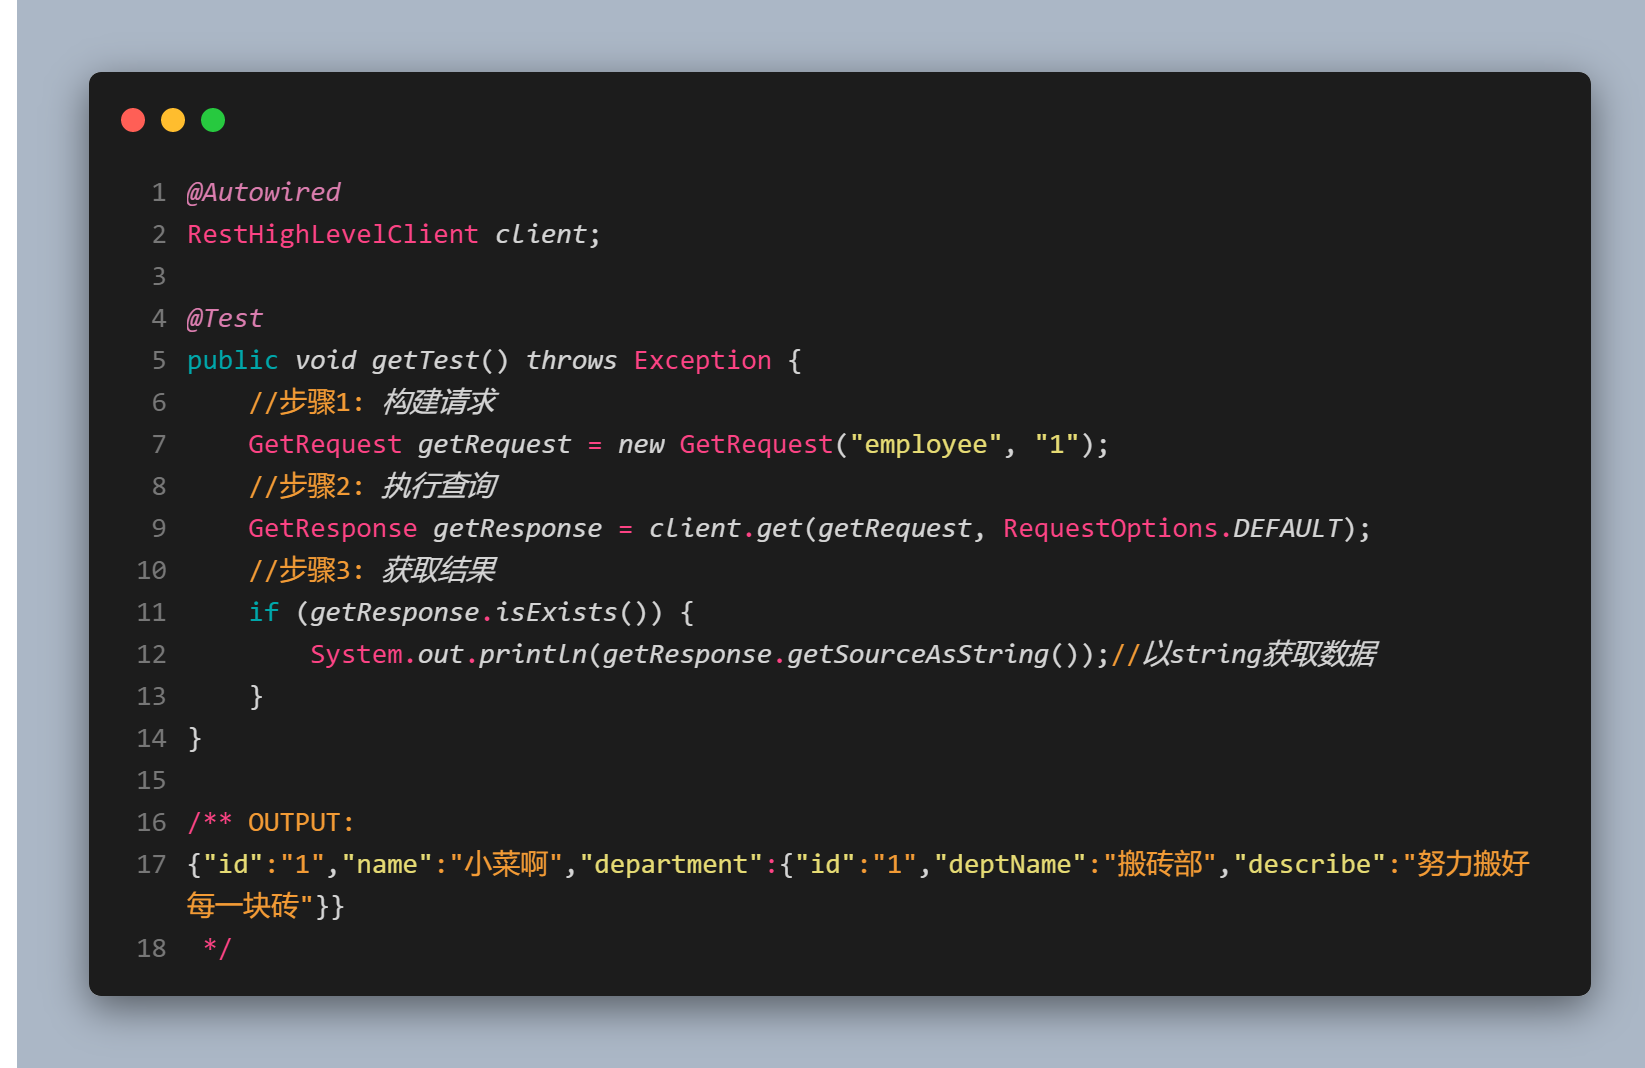 1 @Autowired
2 RestHighLevelClient client;
3
4 @Test
5 public void getTest() throws Exception {
6     //步骤1: 构建请求
7     GetRequest getRequest = new GetRequest("employee", "1");
8     //步骤2: 执行查询
9     GetResponse getResponse = client.get(getRequest, RequestOptions.DEFAULT);
10     //步骤3: 获取结果
11     if (getResponse.isExists()) {
12         System.out.println(getResponse.getSourceAsString());//以string获取数据
13     }
14 }
15
16 /** OUTPUT:
17 {"id":"1","name":"小菜啊","department":{"id":"1","deptName":"搬砖部","describe":"努力搬好
每一块砖"}}
18  */